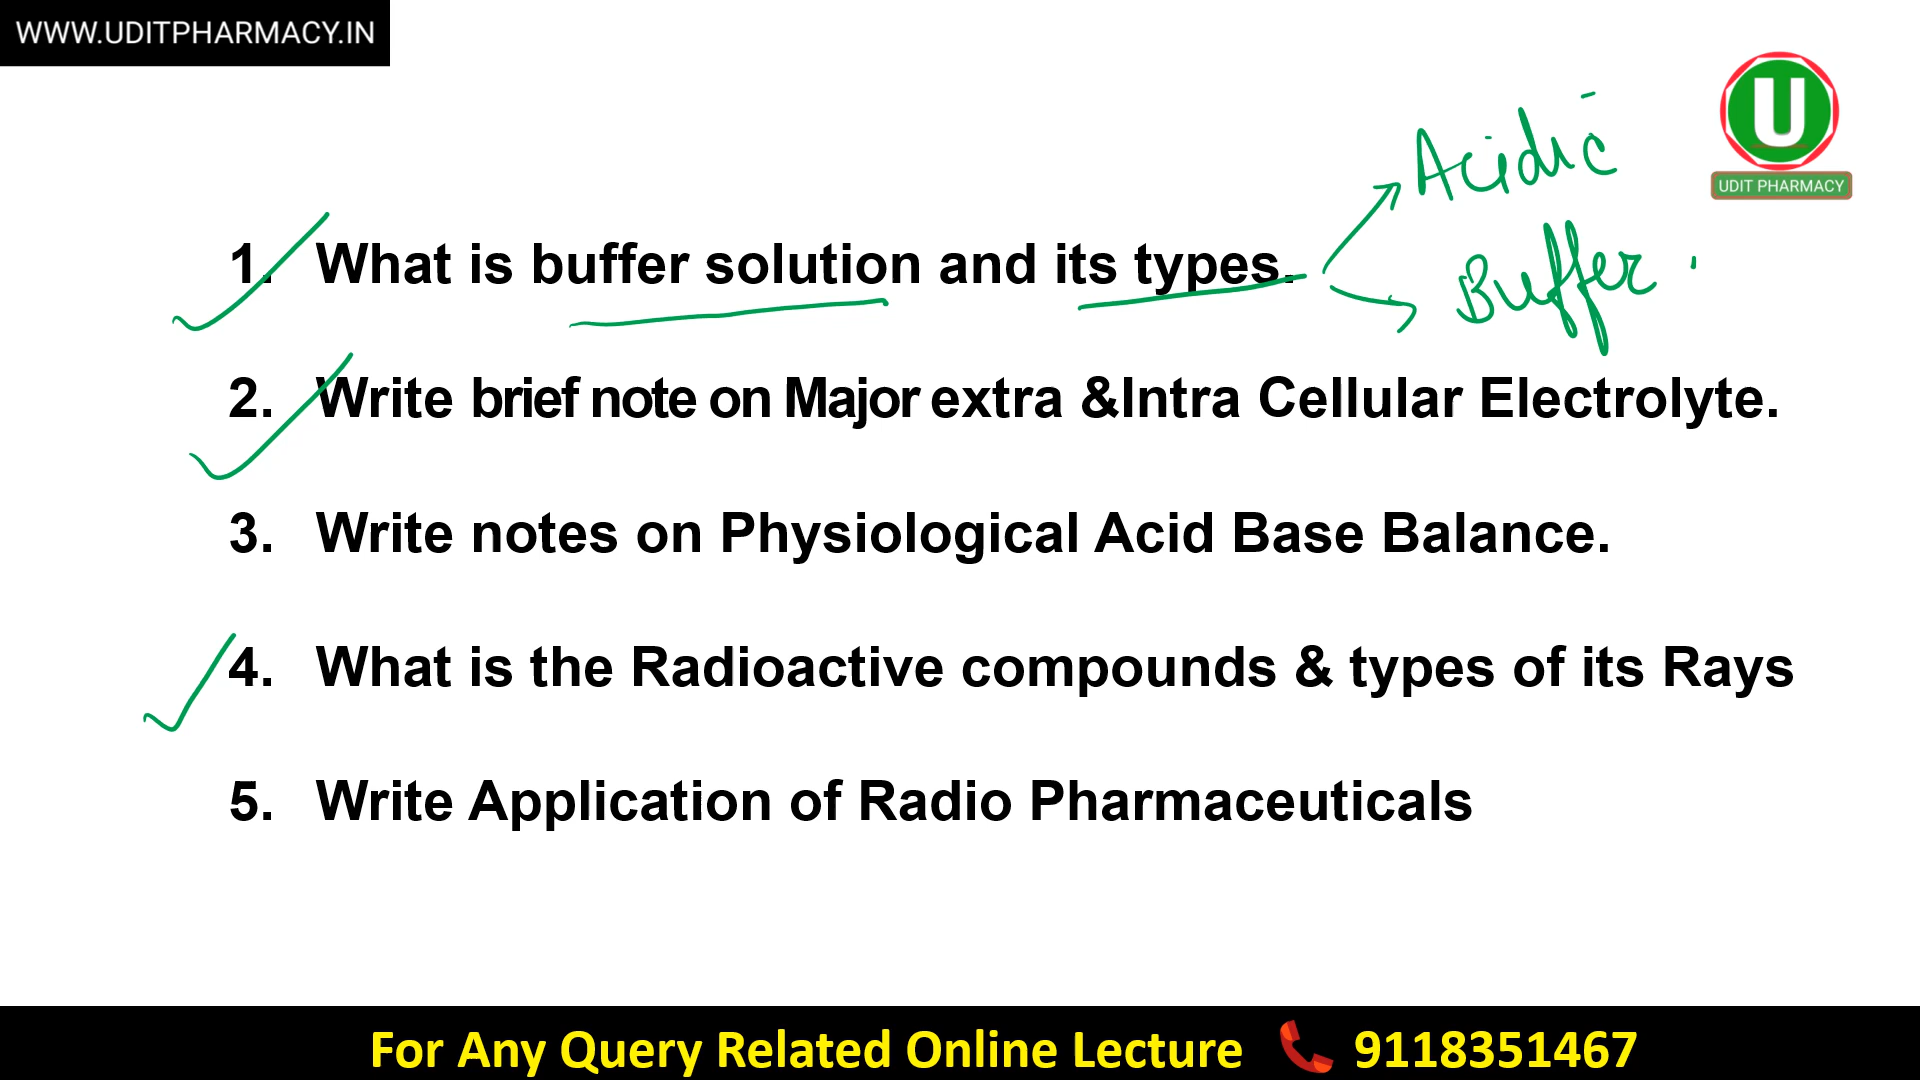 WWW.UDITPHARMACY.IN
U
UDIT PHARMACY
Acidic
Buffer.
1. What is buffer solution and its types.
2. Write brief note on Major extra &Intra Cellular Electrolyte.
3. Write notes on Physiological Acid Base Balance.
4. What is the Radioactive compounds & types of its Rays
5. Write Application of Radio Pharmaceuticals
For Any Query Related Online Lecture 9118351467